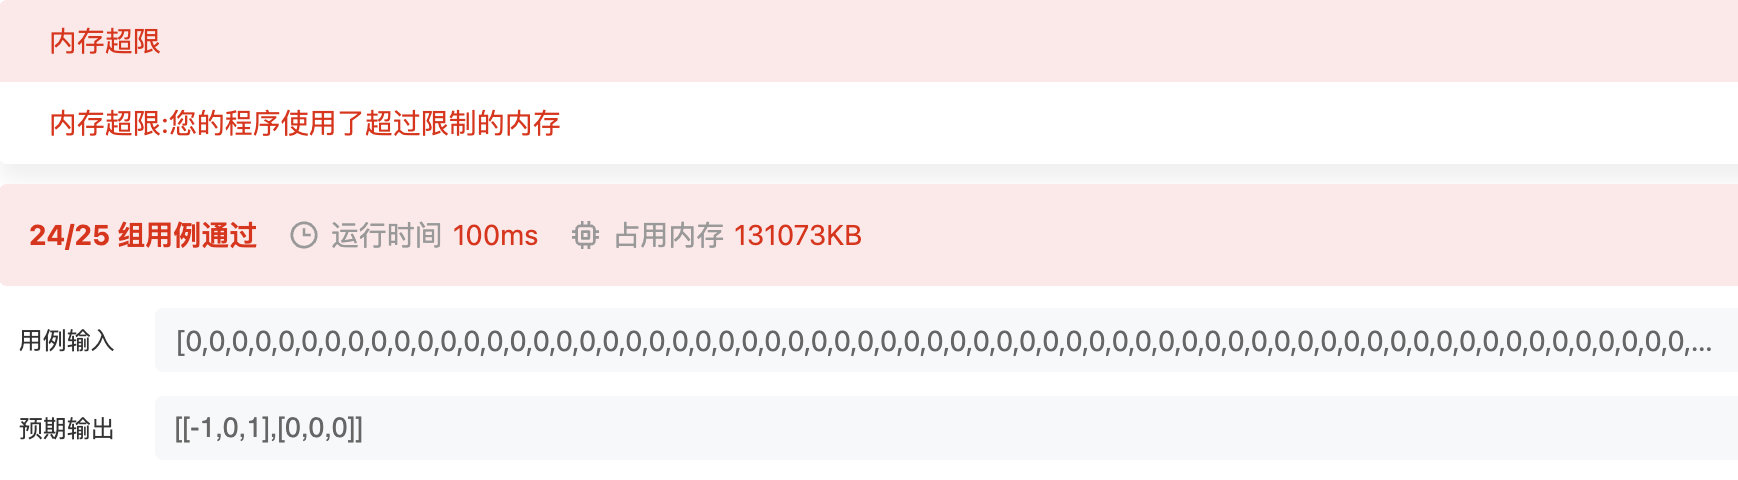 内存超限
内存超限:您的程序使用了超过限制的内存
24/25 组用例通过 运行时间 100ms 占用内存 131073KB
用例输入 [0,0,0,0,0,0,0,0,0,0,0,0,0,0,0,0,0,0,0,0,0,0,0,0,0,0,0,0,0,0,0,0,0,0,0,0,0,0,0,0,0,0,0,0,0,0,0,0,0,0,0,0,0,0,0,0,0,0,0,0,0,0,0,0,0,...
预期输出 [[-1,0,1],[0,0,0]]